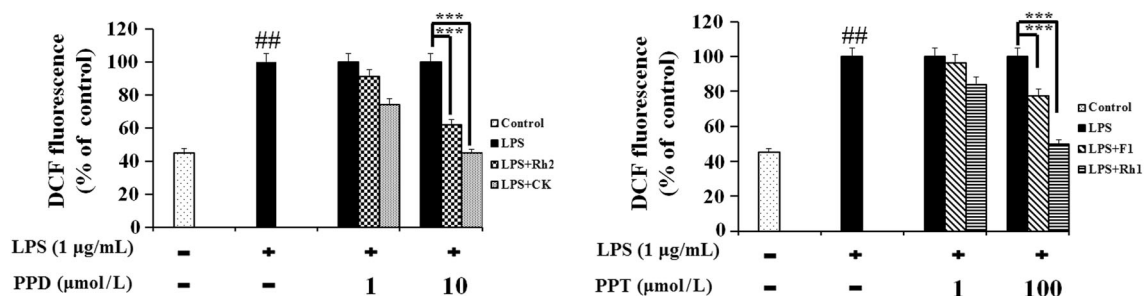 DCF fluorescence
(% of control)
120
100
80
60
40
20
0
##
***
***
Control
LPS
LPS+Rh2
LPS+CK
LPS (1 µg/mL) - + + +
PPD (µmol/L) - - 1 10
DCF fluorescence
(% of control)
120
100
80
60
40
20
0
##
***
***
Control
LPS
LPS+F1
LPS+Rh1
LPS (1 µg/mL) - + + +
PPT (µmol/L) - - 1 100